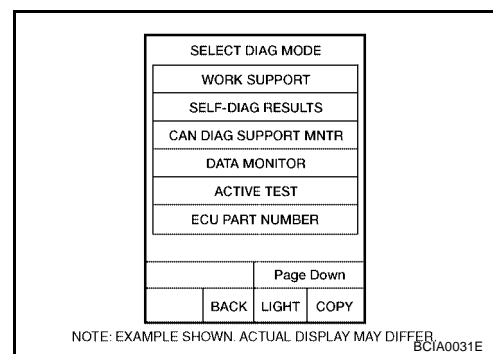 SELECT DIAG MODE
WORK SUPPORT
SELF-DIAG RESULTS
CAN DIAG SUPPORT MNTR
DATA MONITOR
ACTIVE TEST
ECU PART NUMBER
Page Down
BACK LIGHT COPY
NOTE: EXAMPLE SHOWN. ACTUAL DISPLAY MAY DIFFER.
BCIA0031E